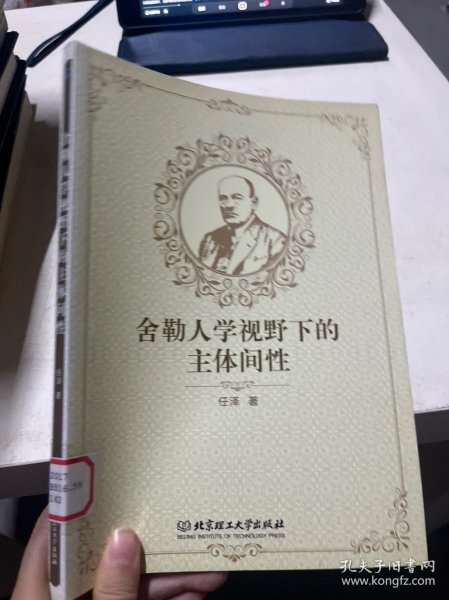 舍勒人学视野下的
主体间性
任泽 著
北京理工大学出版社
BEIJING INSTITUTE OF TECHNOLOGY PRESS
2017
孔夫子旧书网
www.kongfz.com